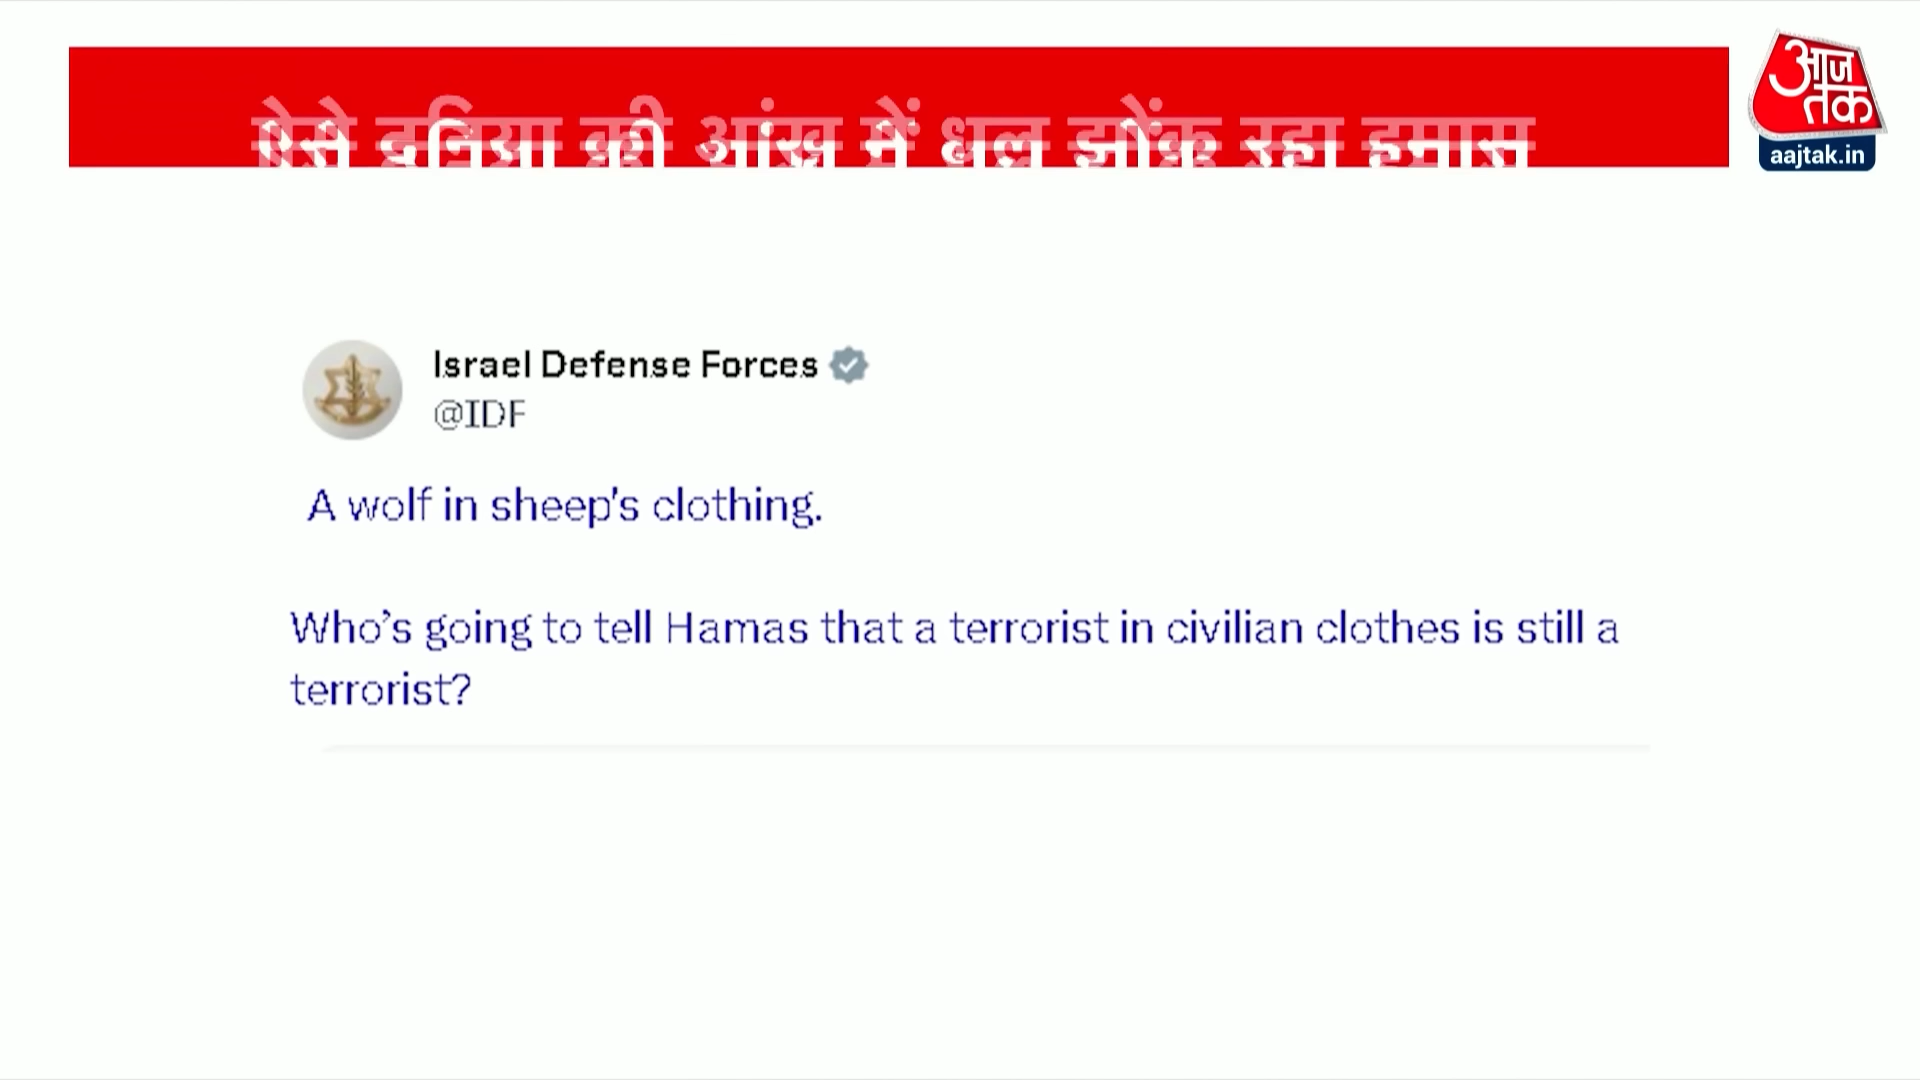 ऐसे दुनिया की आंख में धूल झोंक रहा हमास
आज
तक
aajtak.in
Israel Defense Forces
@IDF
A wolf in sheep's clothing.
Who’s going to tell Hamas that a terrorist in civilian clothes is still a
terrorist?